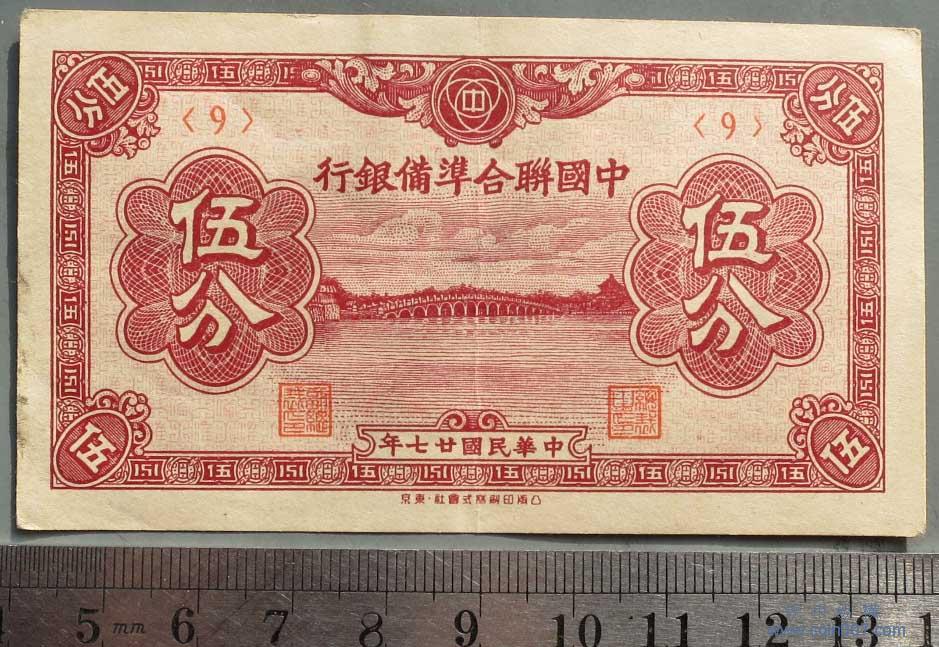 伍分
中
伍分
〈9〉
〈9〉
中國聯合準備銀行
伍分
伍分
中華民國廿七年
伍
伍
凸版印刷株式會社·東京
5 mm 6 7 8 9 10 11 12 13